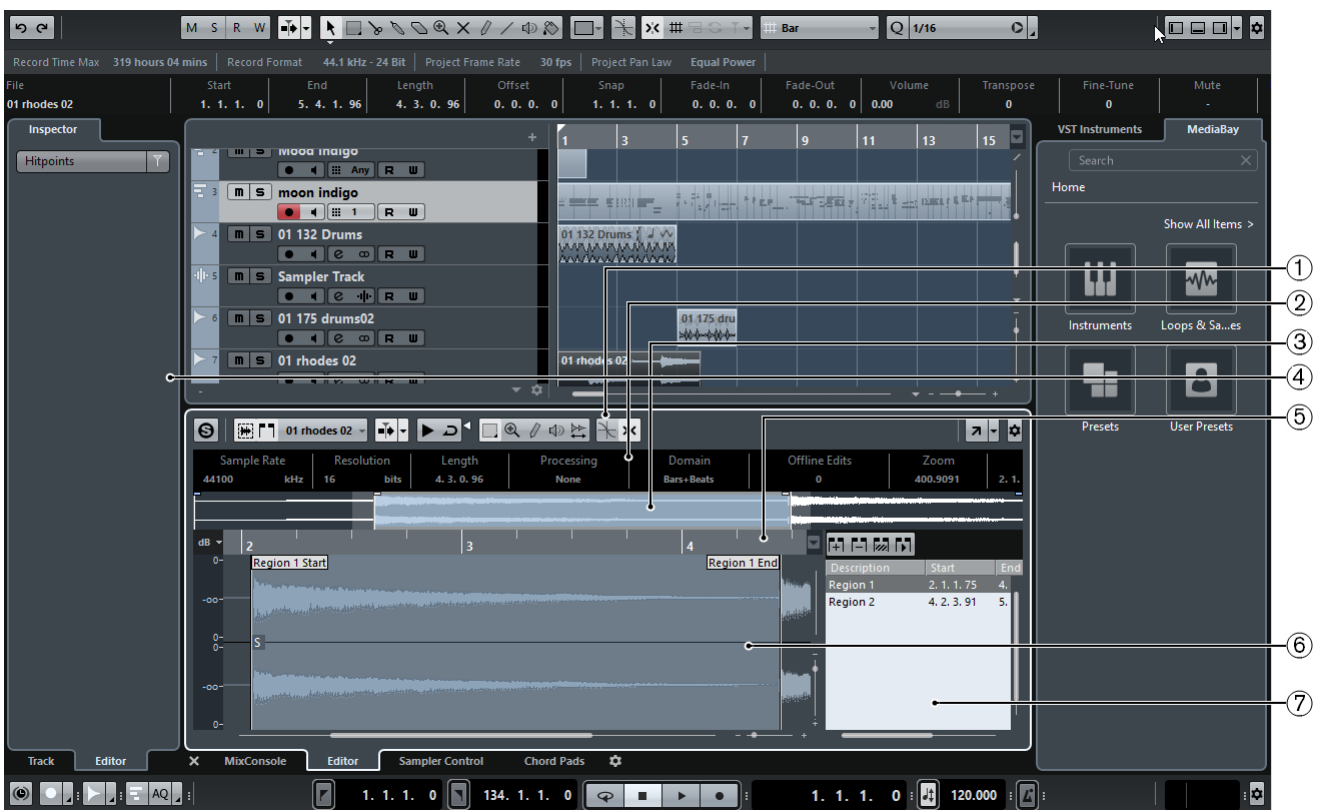 M S R W Bar Q 1/16
Record Time Max 319 hours 04 mins Record Format 44.1 kHz - 24 Bit Project Frame Rate 30 fps Project Pan Law Equal Power
File Start End Length Offset Snap Fade-In Fade-Out Volume Transpose Fine-Tune Mute
01 rhodes 02 1. 1. 1. 0 5. 4. 1. 96 4. 3. 0. 96 0. 0. 0. 0 1. 1. 1. 0 0. 0. 0. 0 0. 0. 0. 0 0.00 dB 0 0 -
Inspector
Hitpoints
+ 1 3 5 7 9 11 13 15
2 m S Mood Indigo
Any R W
3 m S moon indigo
1 R W
4 m S 01 132 Drums
e R W
5 m S Sampler Track
e R W
6 m S 01 175 drums02
e R W
7 m S 01 rhodes 02
01 132 Drums
01 175 dru
01 rhodes 02
VST Instruments MediaBay
Search
Home
Show All Items >
Instruments Loops & Sa...es
Presets User Presets
1
2
3
4
5
6
7
01 rhodes 02
Sample Rate Resolution Length Processing Domain Offline Edits Zoom
44100 kHz 16 bits 4. 3. 0. 96 None Bars+Beats 0 400.9091 2. 1.
dB 2 3 4
Region 1 Start Region 1 End
0-
-oo-
0-
0-
-oo-
0-
S
Description Start End
Region 1 2. 1. 1. 75 4.
Region 2 4. 2. 3. 91 5.
Track Editor
X MixConsole Editor Sampler Control Chord Pads
AQ 1. 1. 1. 0 134. 1. 1. 0 1. 1. 1. 0 120.000